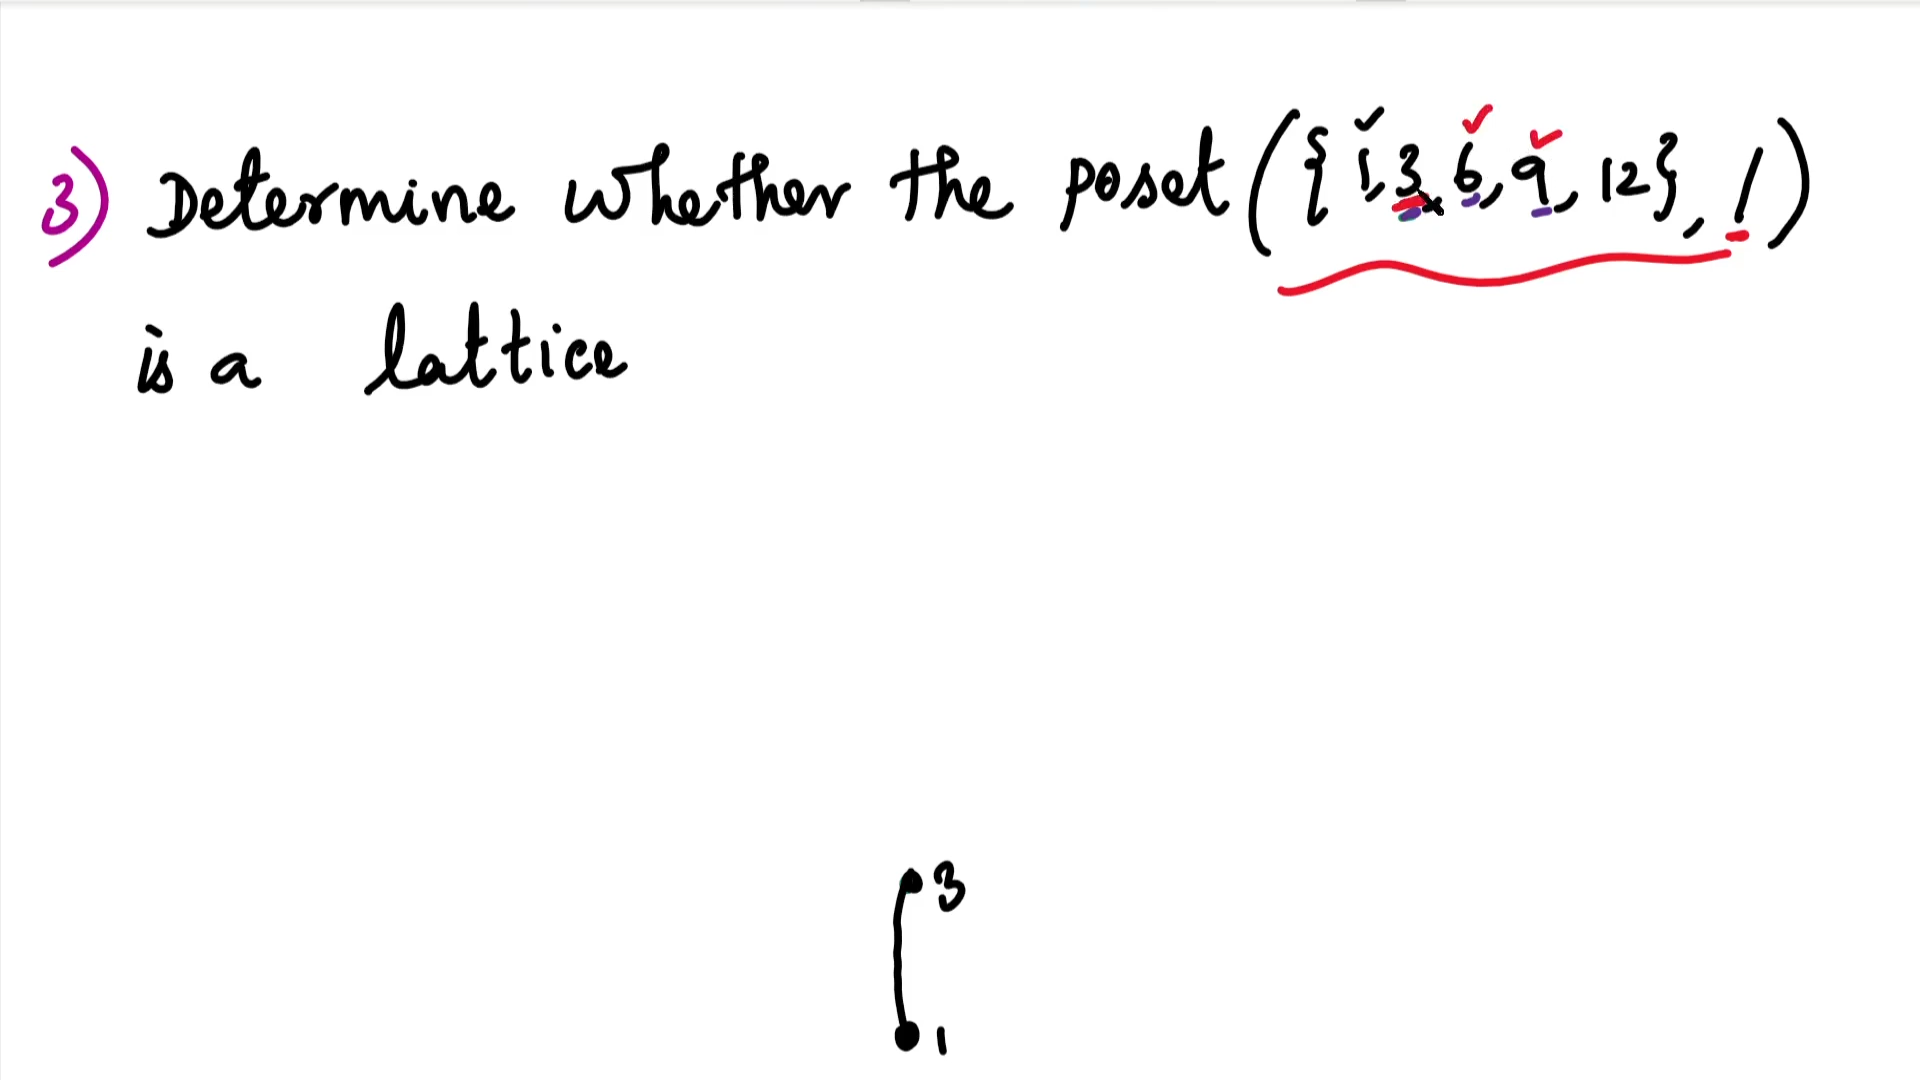 3) Determine whether the poset ({1, 3, 6, 9, 12}, /)
is a lattice
3
1